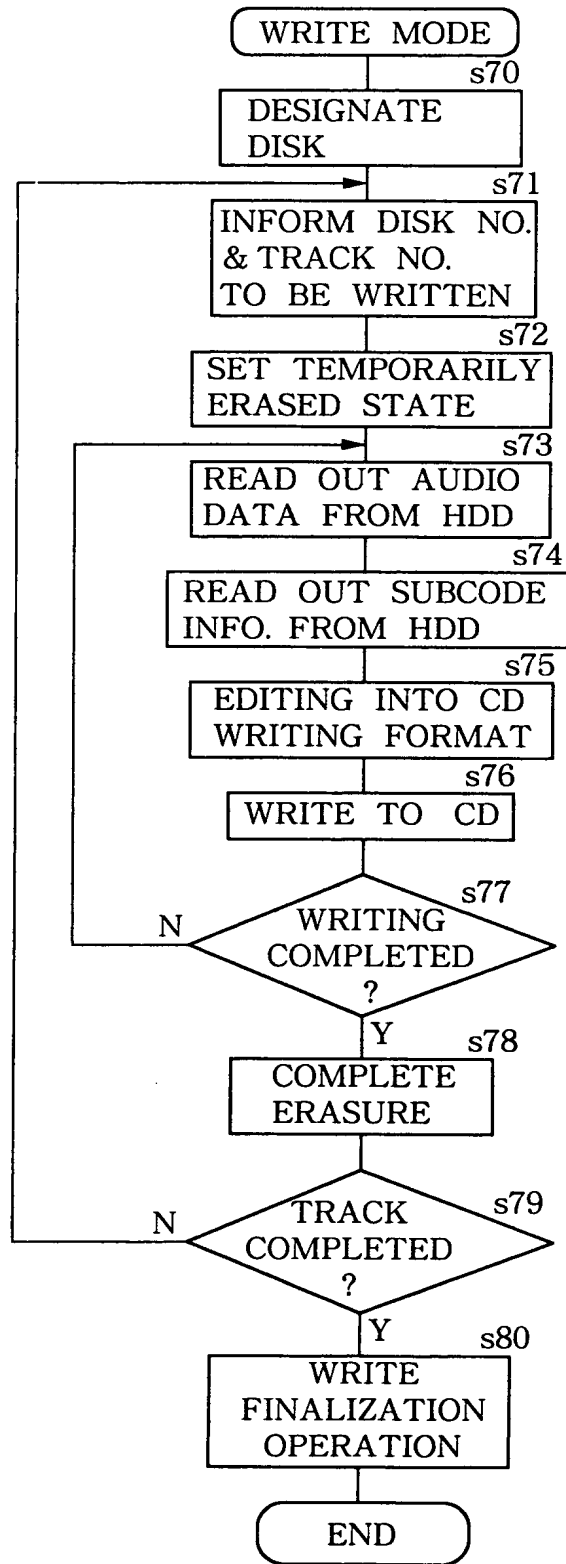 WRITE MODE
s70
DESIGNATE
DISK
s71
INFORM DISK NO.
& TRACK NO.
TO BE WRITTEN
s72
SET TEMPORARILY
ERASED STATE
s73
READ OUT AUDIO
DATA FROM HDD
s74
READ OUT SUBCODE
INFO. FROM HDD
s75
EDITING INTO CD
WRITING FORMAT
s76
WRITE TO CD
s77
N
WRITING
COMPLETED
?
Y
s78
COMPLETE
ERASURE
s79
N
TRACK
COMPLETED
?
Y
s80
WRITE
FINALIZATION
OPERATION
END